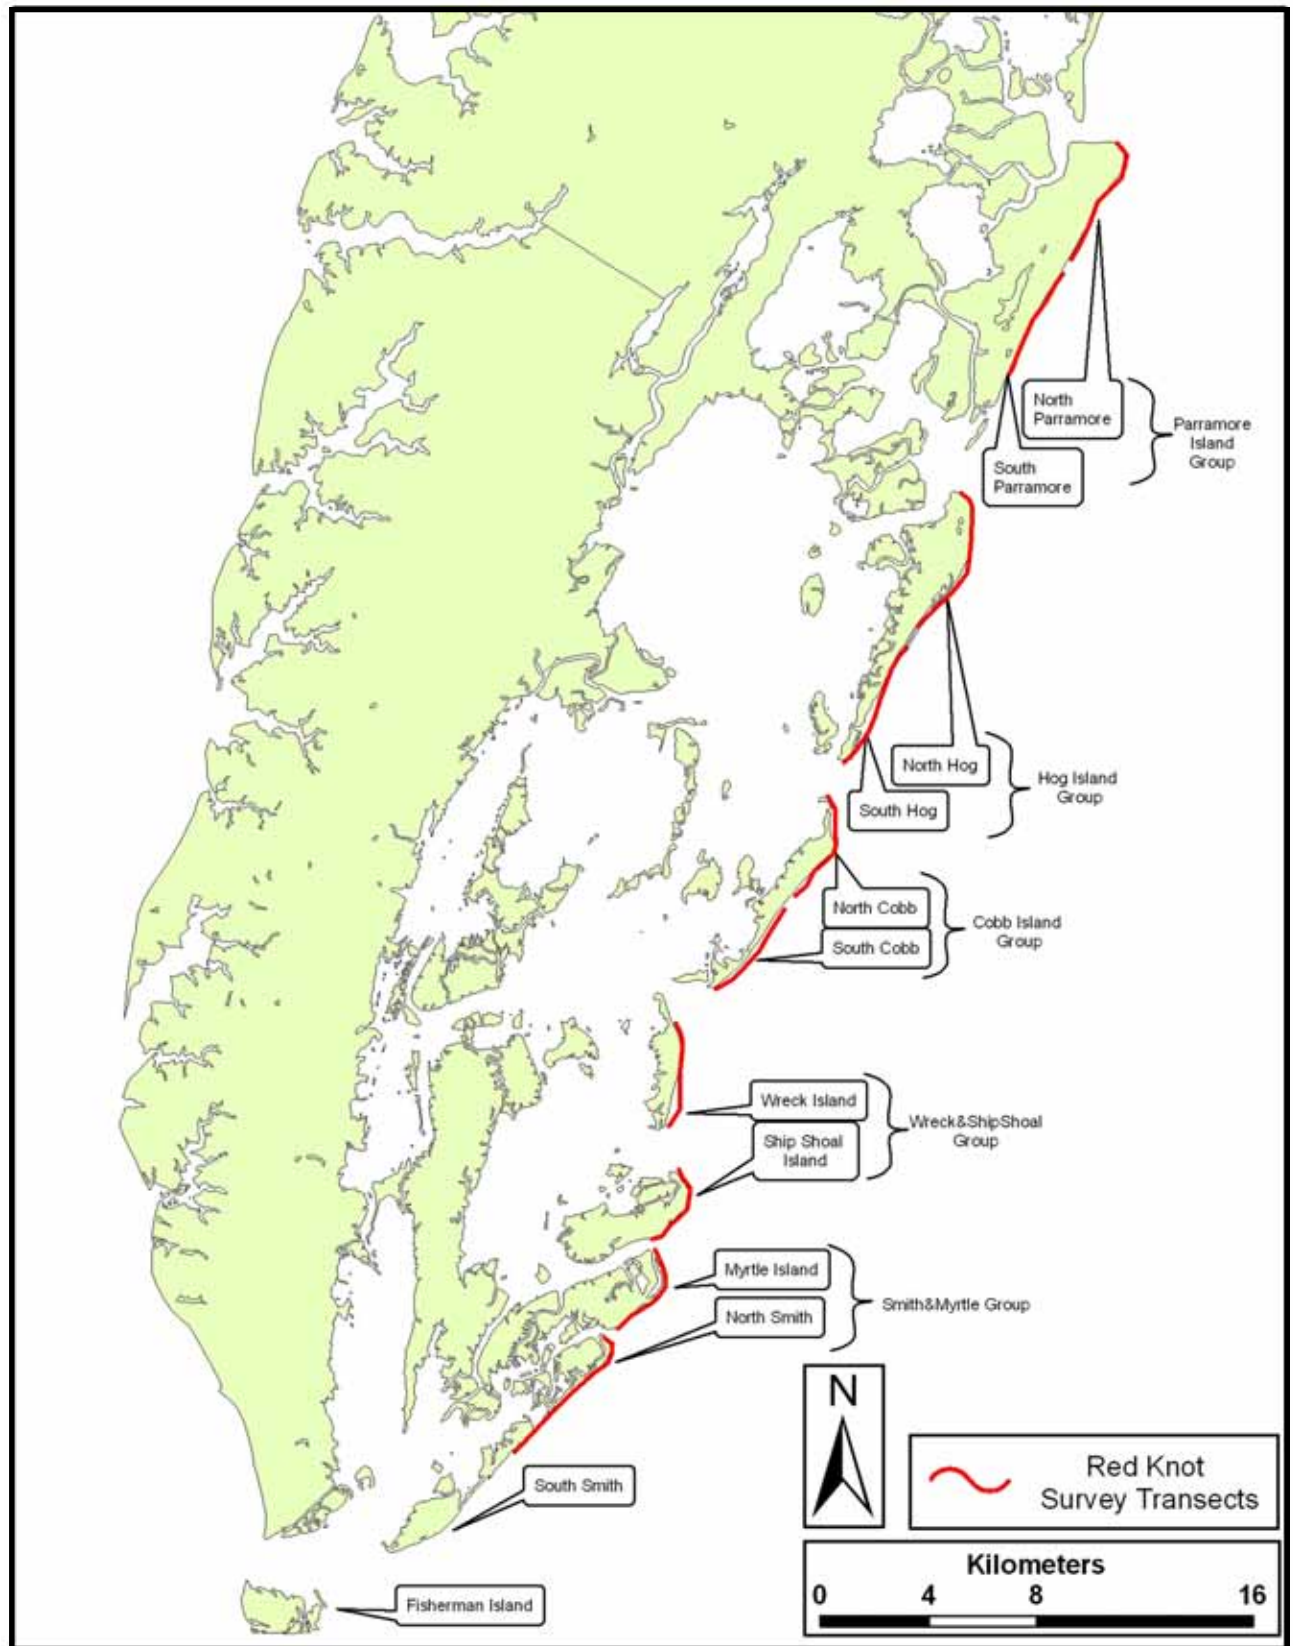 North
Parramore
South
Parramore
Parramore
Island
Group
North Hog
South Hog
Hog Island
Group
North Cobb
South Cobb
Cobb Island
Group
Wreck Island
Ship Shoal
Island
Wreck&ShipShoal
Group
Myrtle Island
North Smith
Smith&Myrtle Group
South Smith
Fisherman Island
N
Red Knot
Survey Transects
Kilometers
0 4 8 16